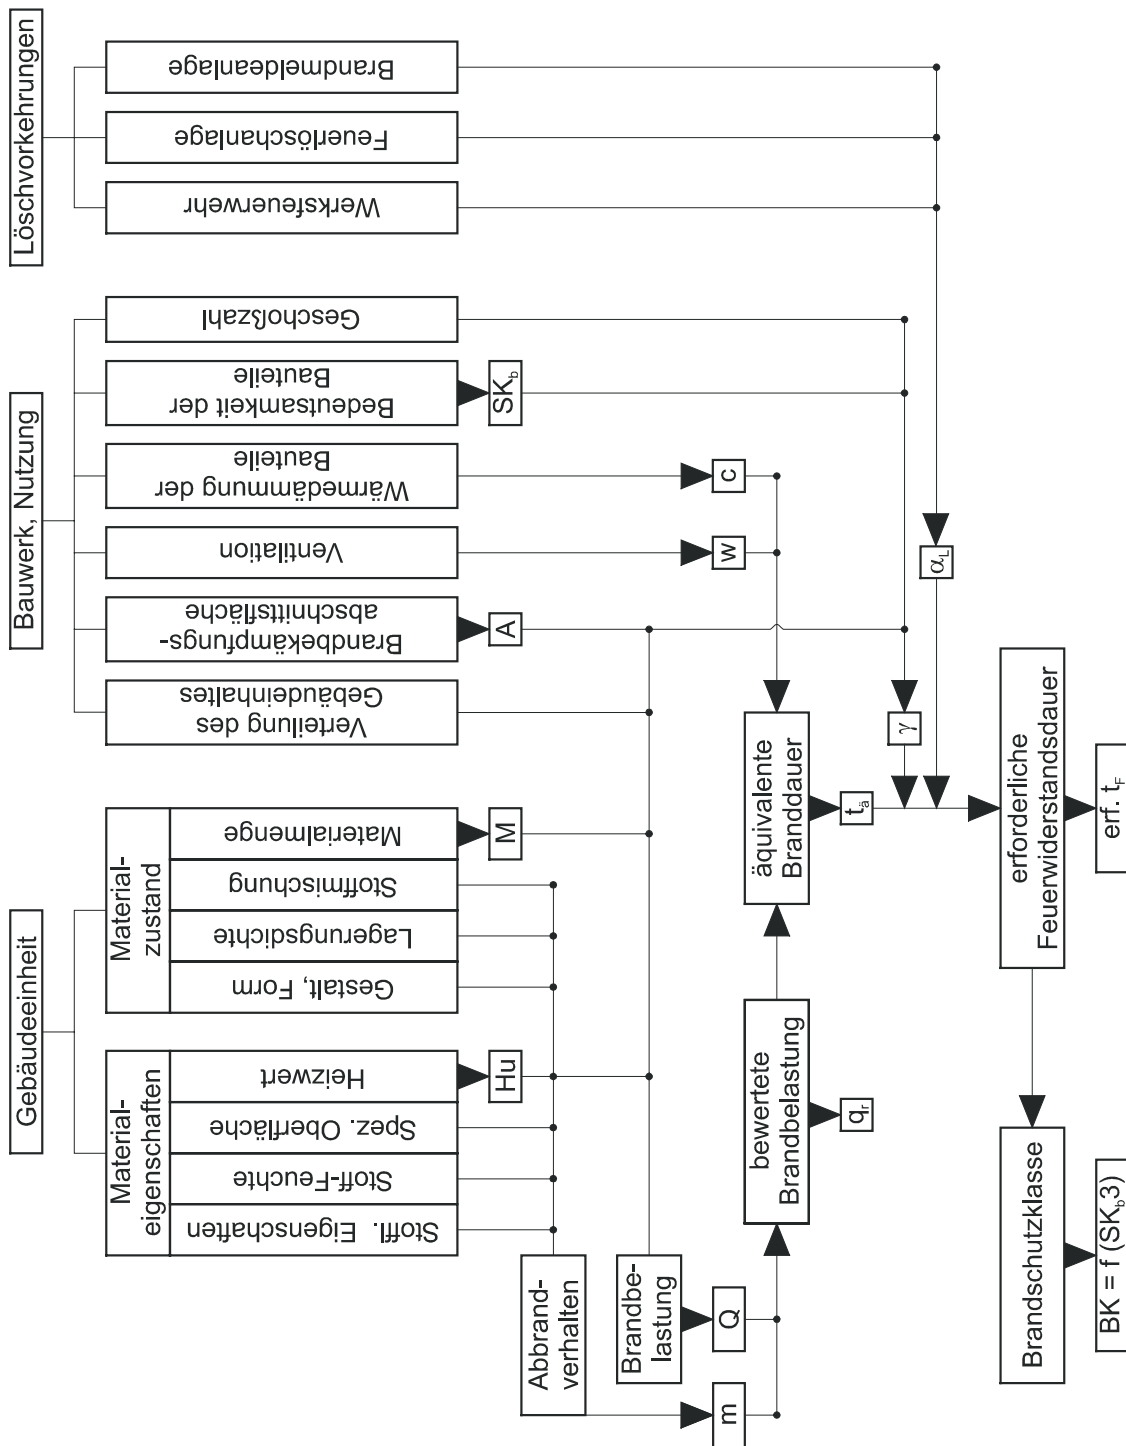 Gebäudeeinheit
Bauwerk, Nutzung
Löschvorkehrungen
Material-
eigenschaften
Material-
zustand
Stoffl. Eigenschaften
Stoff-Feuchte
Spez. Oberfläche
Heizwert
Gestalt, Form
Lagerungsdichte
Stoffmischung
Materialmenge
Verteilung des
Gebäudeinhaltes
Brandbekämpfungs-
abschnittsfläche
Ventilation
Wärmedämmung der
Bauteile
Bedeutsamkeit der
Bauteile
Geschoßzahl
Werksfeuerwehr
Feuerlöschanlage
Brandmeldeanlage
Hu
M
A
SKb
Abbrand-
verhalten
Brandbe-
lastung
m
Q
w
c
bewertete
Brandbelastung
äquivalente
Branddauer
qr
tä
γ
αL
Brandschutzklasse
erforderliche
Feuerwiderstandsdauer
BK = f (SKb3)
erf. tF